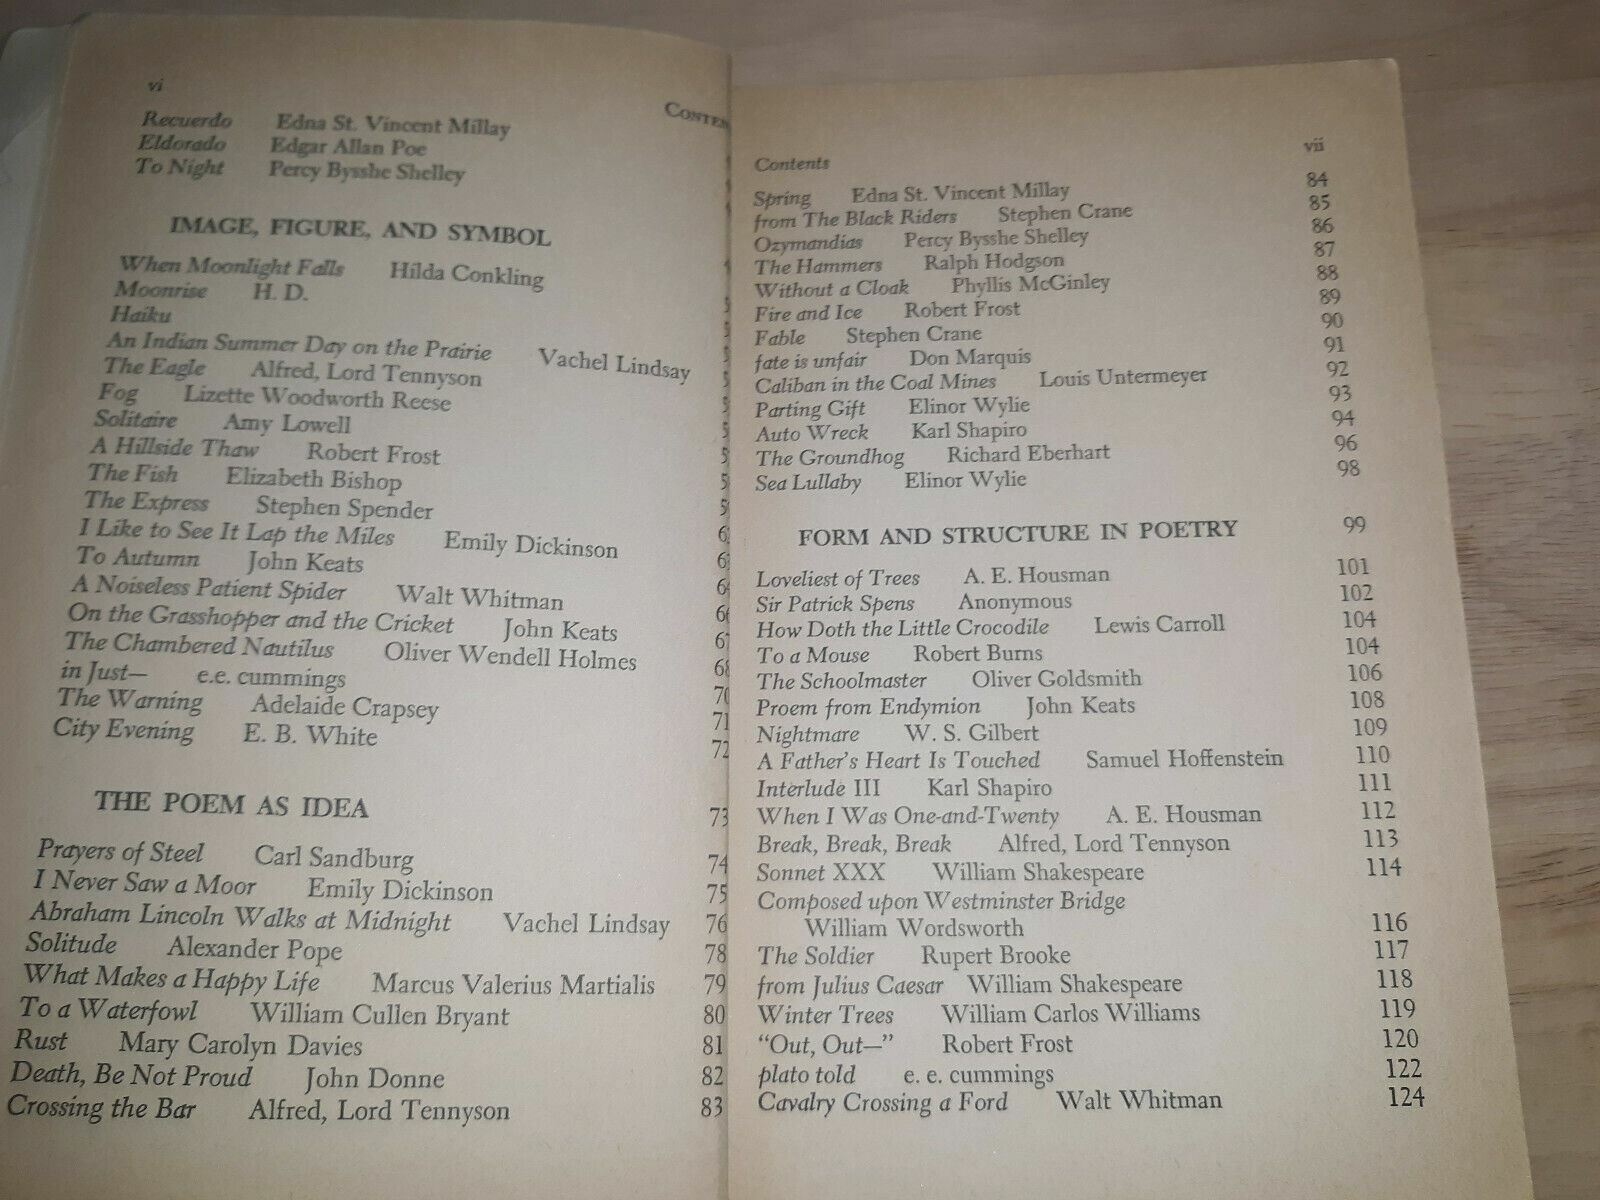 vi
CONTEN
Recuerdo Edna St. Vincent Millay
Eldorado Edgar Allan Poe
To Night Percy Bysshe Shelley
IMAGE, FIGURE, AND SYMBOL
When Moonlight Falls Hilda Conkling
Moonrise H. D.
Haiku
An Indian Summer Day on the Prairie Vachel Lindsay
The Eagle Alfred, Lord Tennyson
Fog Lizette Woodworth Reese
Solitaire Amy Lowell
A Hillside Thaw Robert Frost
The Fish Elizabeth Bishop
The Express Stephen Spender
I Like to See It Lap the Miles Emily Dickinson
To Autumn John Keats
A Noiseless Patient Spider Walt Whitman
On the Grasshopper and the Cricket John Keats
The Chambered Nautilus Oliver Wendell Holmes
in Just— e.e. cummings
The Warning Adelaide Crapsey
City Evening E. B. White 72
THE POEM AS IDEA 73
Prayers of Steel Carl Sandburg 74
I Never Saw a Moor Emily Dickinson 75
Abraham Lincoln Walks at Midnight Vachel Lindsay 76
Solitude Alexander Pope 78
What Makes a Happy Life Marcus Valerius Martialis 79
To a Waterfowl William Cullen Bryant 80
Rust Mary Carolyn Davies 81
Death, Be Not Proud John Donne 82
Crossing the Bar Alfred, Lord Tennyson 83
Contents vii
Spring Edna St. Vincent Millay 84
from The Black Riders Stephen Crane 85
Ozymandias Percy Bysshe Shelley 86
The Hammers Ralph Hodgson 87
Without a Cloak Phyllis McGinley 88
Fire and Ice Robert Frost 89
Fable Stephen Crane 90
fate is unfair Don Marquis 91
Caliban in the Coal Mines Louis Untermeyer 92
Parting Gift Elinor Wylie 93
Auto Wreck Karl Shapiro 94
The Groundhog Richard Eberhart 96
Sea Lullaby Elinor Wylie 98
FORM AND STRUCTURE IN POETRY 99
Loveliest of Trees A. E. Housman 101
Sir Patrick Spens Anonymous 102
How Doth the Little Crocodile Lewis Carroll 104
To a Mouse Robert Burns 104
The Schoolmaster Oliver Goldsmith 106
Proem from Endymion John Keats 108
Nightmare W. S. Gilbert 109
A Father's Heart Is Touched Samuel Hoffenstein 110
Interlude III Karl Shapiro 111
When I Was One-and-Twenty A. E. Housman 112
Break, Break, Break Alfred, Lord Tennyson 113
Sonnet XXX William Shakespeare 114
Composed upon Westminster Bridge
William Wordsworth 116
The Soldier Rupert Brooke 117
from Julius Caesar William Shakespeare 118
Winter Trees William Carlos Williams 119
"Out, Out—" Robert Frost 120
plato told e. e. cummings 122
Cavalry Crossing a Ford Walt Whitman 124